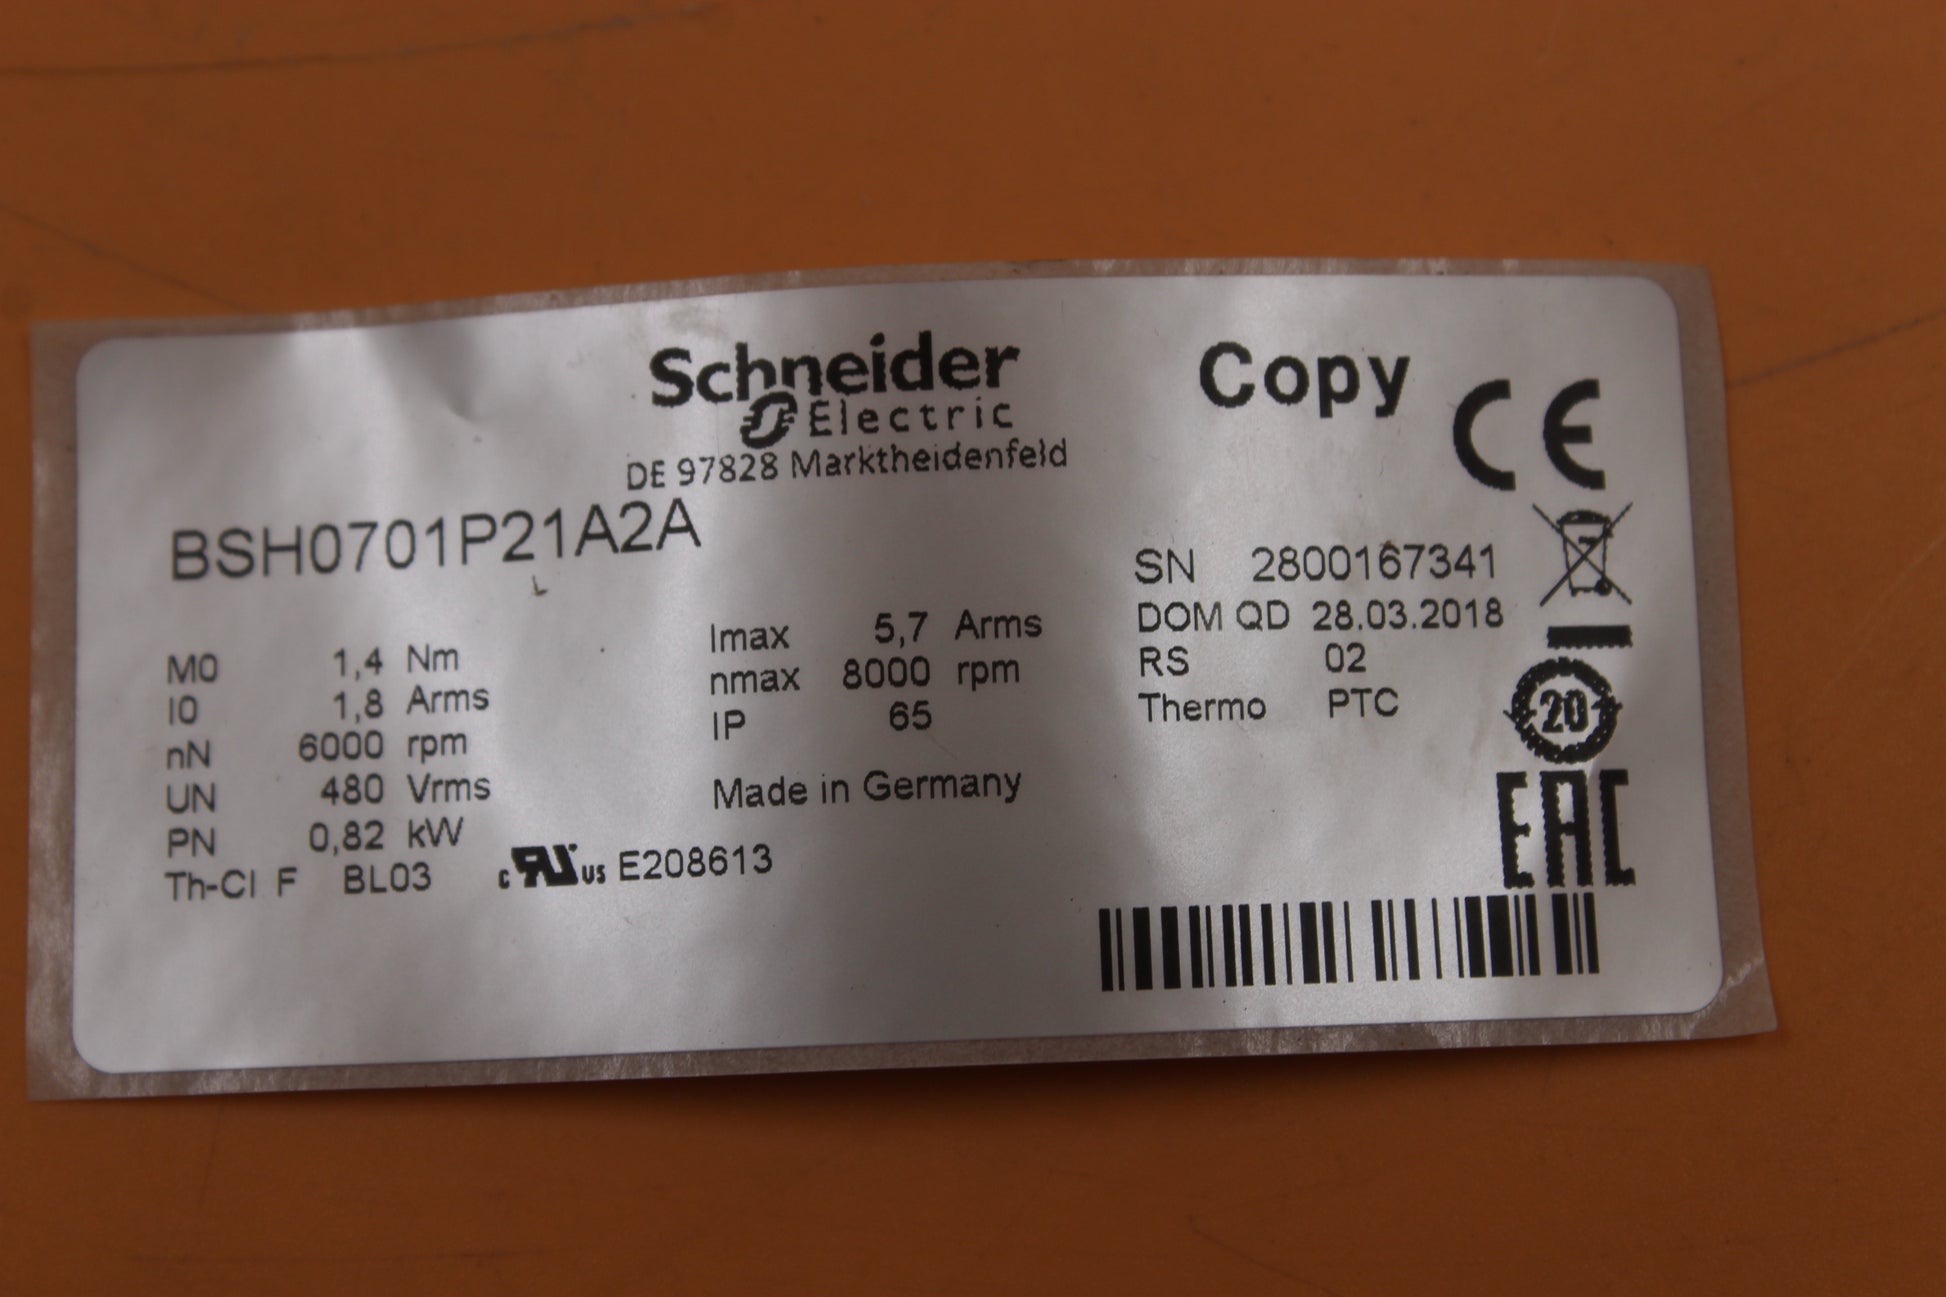 Schneider
Electric
DE 97828 Marktheidenfeld
Copy
CE
BSH0701P21A2A
M0 1,4 Nm
I0 1,8 Arms
nN 6000 rpm
UN 480 Vrms
PN 0,82 kW
Th-Cl F BL03
c RU us E208613
Imax 5,7 Arms
nmax 8000 rpm
IP 65
Made in Germany
SN 2800167341
DOM QD 28.03.2018
RS 02
Thermo PTC
20
EAC